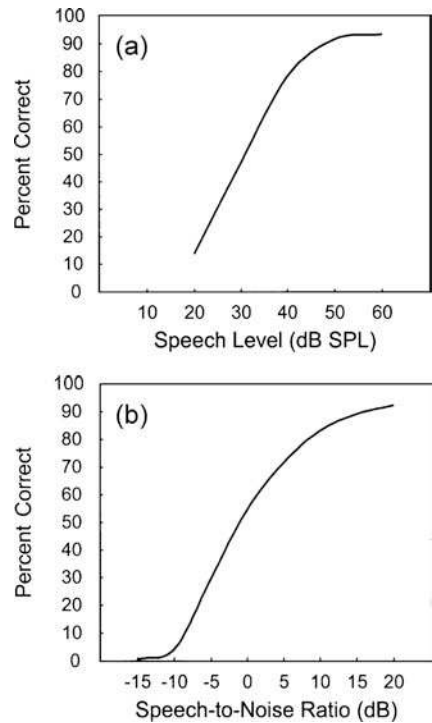 (a)
100
90
80
70
60
50
40
30
20
10
0
Percent Correct
10 20 30 40 50 60
Speech Level (dB SPL)
(b)
100
90
80
70
60
50
40
30
20
10
0
Percent Correct
-15 -10 -5 0 5 10 15 20
Speech-to-Noise Ratio (dB)